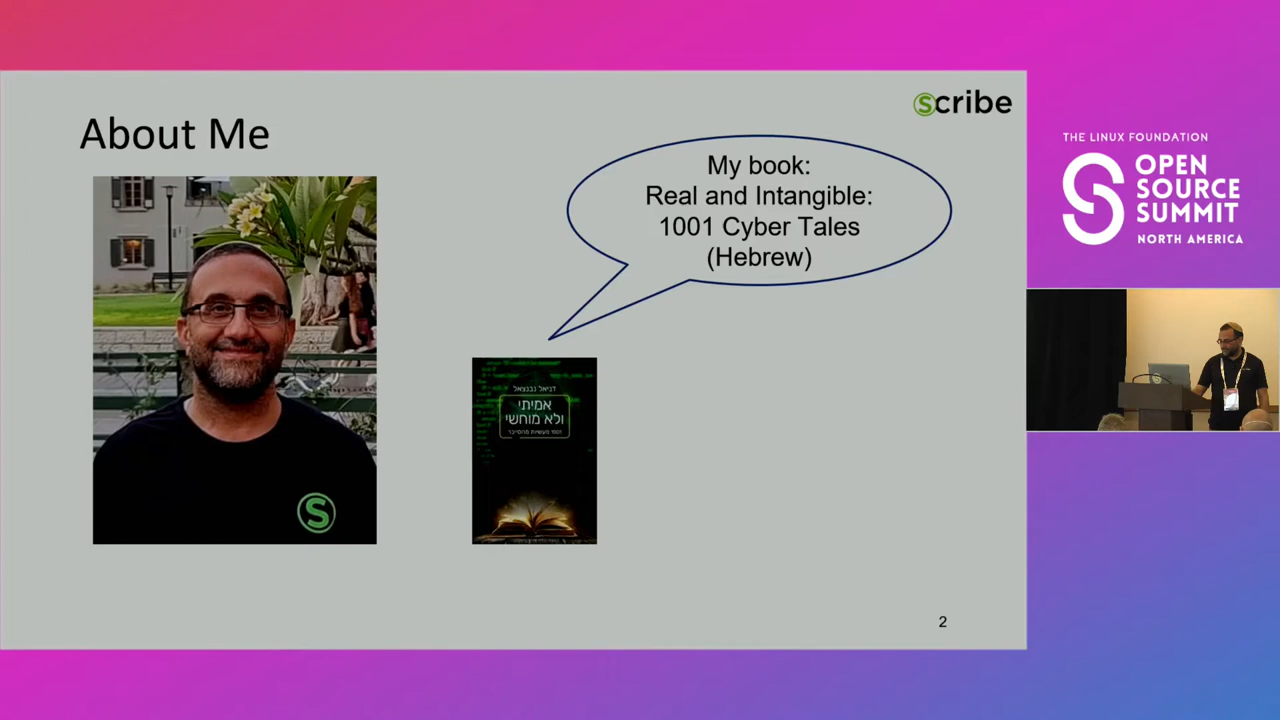 scribe
About Me
My book:
Real and Intangible:
1001 Cyber Tales
(Hebrew)
דניאל נבנצאל
אמיתי
ולא מוחשי
מהסייבר
S
2
THE LINUX FOUNDATION
OPEN
SOURCE
SUMMIT
NORTH AMERICA